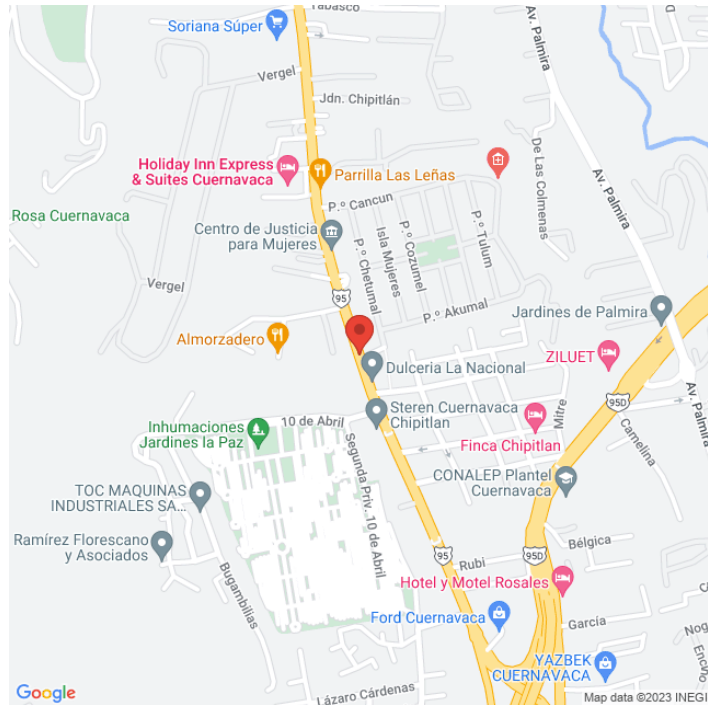 Tabasco
Soriana Súper
Av. Palmira
Vergel
Jdn. Chipitlán
De Las Colmenas
Holiday Inn Express
& Suites Cuernavaca
Parrilla Las Leñas
Av. Palmira
P.º Cancun
Rosa Cuernavaca
Centro de Justicia
para Mujeres
Isla Mujeres
P.º Cozumel
P.º Tulum
P.º Chetumal
Vergel
95
P.º Akumal
Jardines de Palmira
Almorzadero
ZILUET
Dulceria La Nacional
95D
Mitre
Av. Palmira
Steren Cuernavaca
Chipitlan
10 de Abril
Inhumaciones
Jardines la Paz
Finca Chipitlan
Camelina
Segunda Priv. 10 de Abril
CONALEP Plantel
Cuernavaca
TOC MAQUINAS
INDUSTRIALES SA...
Ramírez Florescano
y Asociados
Bélgica
95
Rubi
95D
Hotel y Motel Rosales
Bugambilias
Ford Cuernavaca
García
YAZBEK
CUERNAVACA
Lázaro Cárdenas
Google
Map data ©2023 INEGI